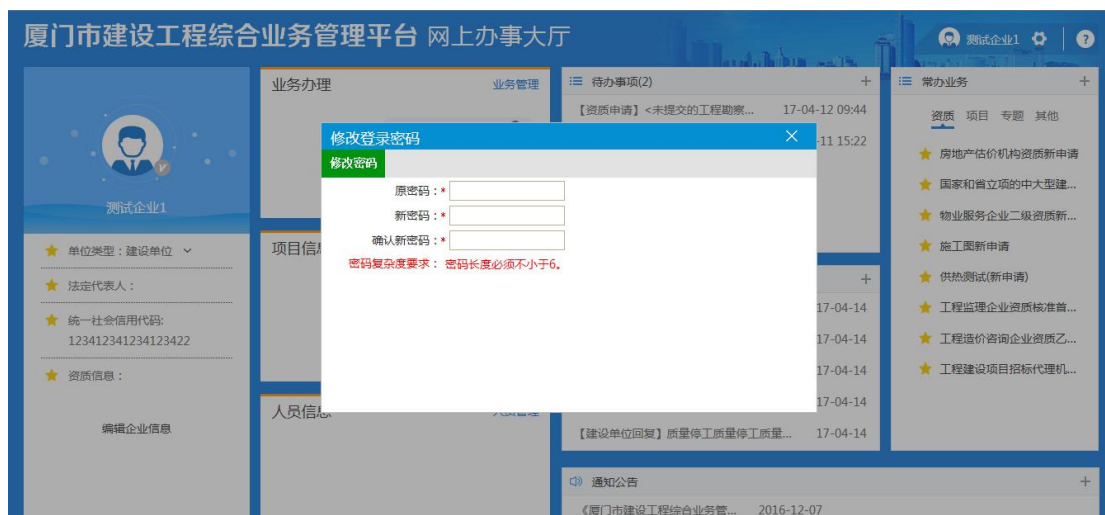 厦门市建设工程综合业务管理平台 网上办事大厅
测试企业1
?
测试企业1
单位类型：建设单位
法定代表人：
统一社会信用代码:
123412341234123422
资质信息：
编辑企业信息
业务办理 业务管理
项目信
人员信息
修改登录密码
修改密码
原密码：*
新密码：*
确认新密码：*
密码复杂度要求： 密码长度必须不小于6。
待办事项(2) +
【资质申请】<未提交的工程勘察... 17-04-12 09:44
-11 15:22
+
17-04-14
17-04-14
17-04-14
17-04-14
【建设单位回复】质量停工质量停工质量... 17-04-14
通知公告 +
《厦门市建设工程综合业务管... 2016-12-07
常办业务 +
资质 项目 专题 其他
房地产估价机构资质新申请
国家和省立项的中大型建...
物业服务企业二级资质新...
施工图新申请
供热测试(新申请)
工程监理企业资质核准首...
工程造价咨询企业资质乙...
工程建设项目招标代理机...